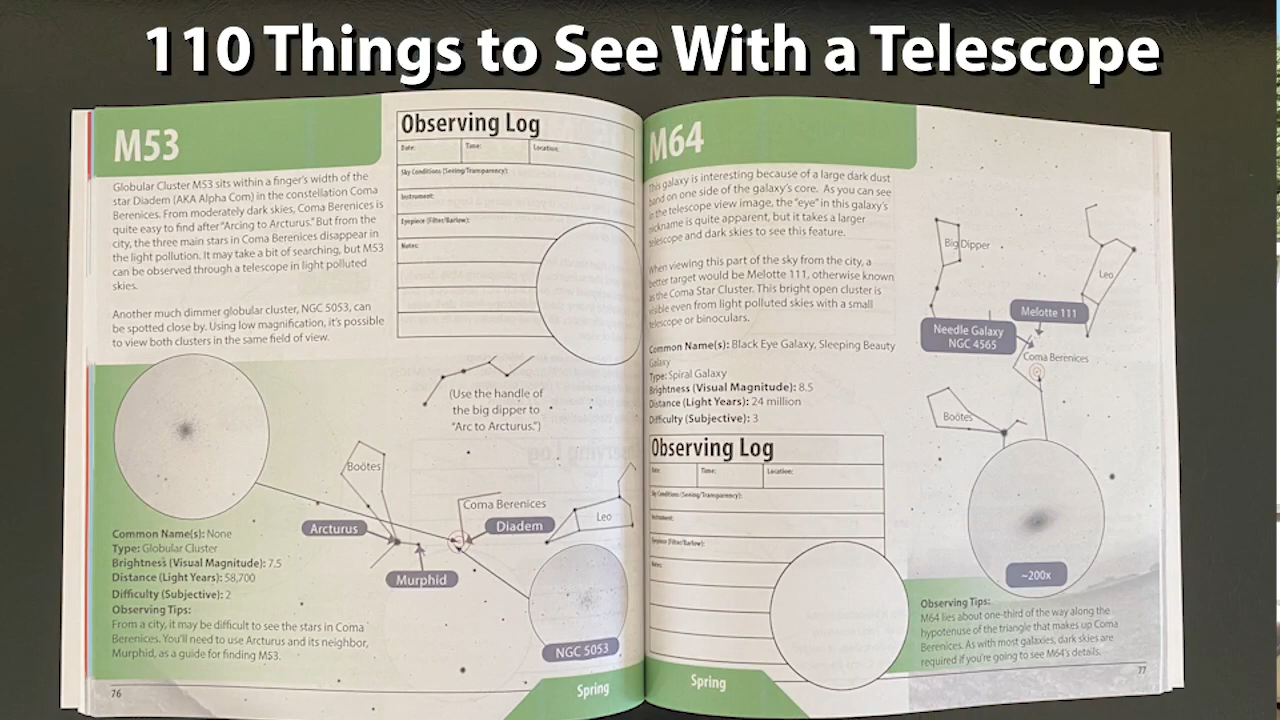 110 Things to See With a Telescope
M53
Globular Cluster M53 sits within a finger's width of the
star Diadem (AKA Alpha Com) in the constellation Coma
Berenices. From moderately dark skies, Coma Berenices is
quite easy to find after "Arcing to Arcturus." But from the
city, the three main stars in Coma Berenices disappear in
the light pollution. It may take a bit of searching, but M53
can be observed through a telescope in light polluted
skies.
Another much dimmer globular cluster, NGC 5053, can
be spotted close by. Using low magnification, it's possible
to view both clusters in the same field of view.
Observing Log
Date: Time: Location:
Sky Conditions (Seeing/Transparency):
Instrument:
Eyepiece (Filter/Barlow):
Notes:
(Use the handle of
the big dipper to
"Arc to Arcturus.")
Boötes
Coma Berenices
Leo
Arcturus
Diadem
Murphid
NGC 5053
Common Name(s): None
Type: Globular Cluster
Brightness (Visual Magnitude): 7.5
Distance (Light Years): 58,700
Difficulty (Subjective): 2
Observing Tips:
From a city, it may be difficult to see the stars in Coma
Berenices. You'll need to use Arcturus and its neighbor,
Murphid, as a guide for finding M53.
76
Spring
M64
This galaxy is interesting because of a large dark dust
band on one side of the galaxy's core. As you can see
in the telescope view image, the "eye" in this galaxy's
nickname is quite apparent, but it takes a larger
telescope and dark skies to see this feature.
When viewing this part of the sky from the city, a
better target would be Melotte 111, otherwise known
as the Coma Star Cluster. This bright open cluster is
visible even from light polluted skies with a small
telescope or binoculars.
Common Name(s): Black Eye Galaxy, Sleeping Beauty
Galaxy
Type: Spiral Galaxy
Brightness (Visual Magnitude): 8.5
Distance (Light Years): 24 million
Difficulty (Subjective): 3
Observing Log
Date: Time: Location:
Sky Conditions (Seeing/Transparency):
Instrument:
Eyepiece (Filter/Barlow):
Notes:
Big Dipper
Leo
Melotte 111
Needle Galaxy
NGC 4565
Coma Berenices
Boötes
~200x
Observing Tips:
M64 lies about one-third of the way along the
hypotenuse of the triangle that makes up Coma
Berenices. As with most galaxies, dark skies are
required if you're going to see M64's details.
Spring
77